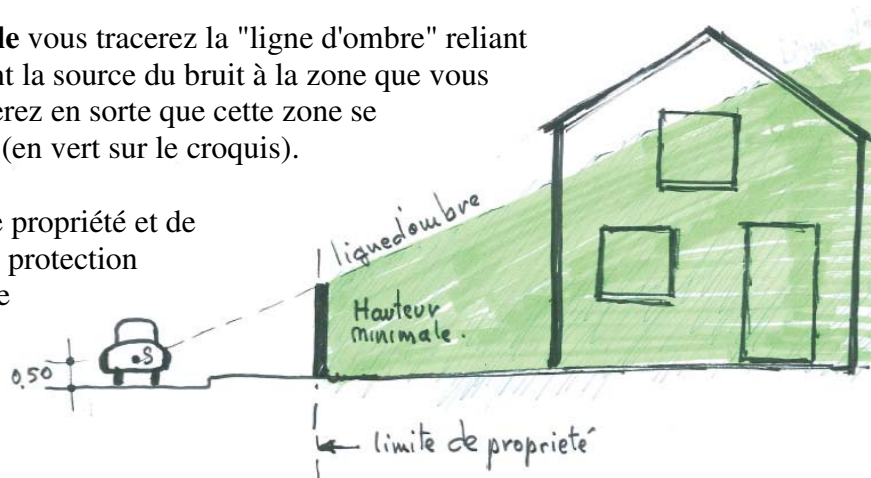 le vous tracerez la "ligne d'ombre" reliant
nt la source du bruit à la zone que vous
erez en sorte que cette zone se
(en vert sur le croquis).
e propriété et de
protection
e
ligne d'ombre
Hauteur
minimale.
S
0.50
limite de propriété